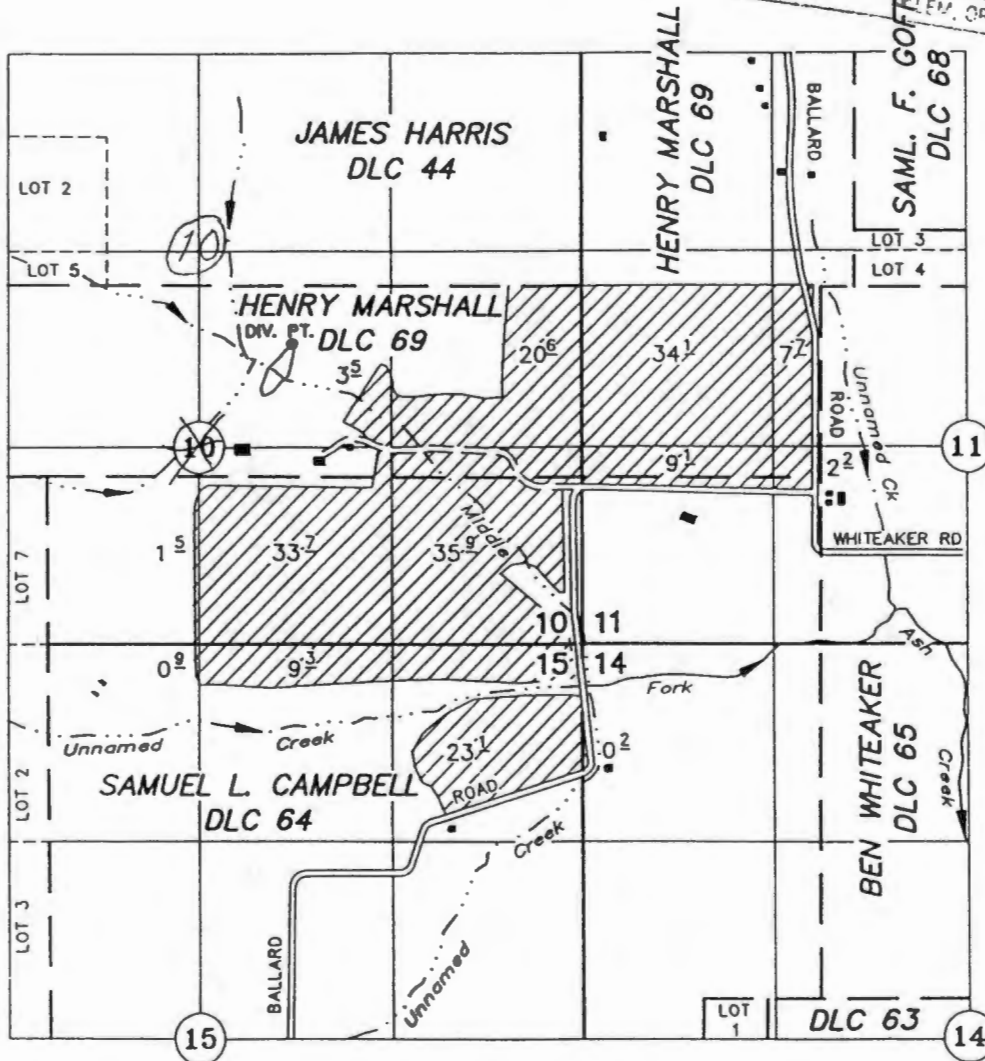 SALEM, OR
JAMES HARRIS
DLC 44
HENRY MARSHALL
DLC 69
BALLARD
SAML. F. GOFF
DLC 68
LOT 2
10
LOT 3
LOT 5
LOT 4
HENRY MARSHALL
DIV. PT.
DLC 69
3 5
20 6
34 1
7 7
Unnamed
Ck
ROAD
10
11
9 1
2 2
Middle
WHITEAKER RD
LOT 7
1 5
33 7
35 9
10 11
15 14
Ash
Creek
0 9
9 3
Fork
Unnamed
Creek
BEN WHITEAKER
DLC 65
LOT 2
SAMUEL L. CAMPBELL
DLC 64
23 1
ROAD
0 2
Creek
Unnamed
LOT 3
BALLARD
LOT
1
DLC 63
15
14